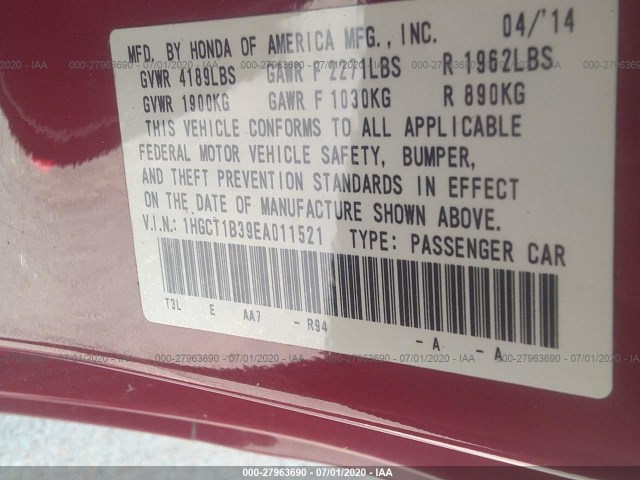 MFD. BY HONDA OF AMERICA MFG., INC. 04/'14
GVWR 4189LBS GAWR F 2271LBS R 1962LBS
GVWR 1900KG GAWR F 1030KG R 890KG
THIS VEHICLE CONFORMS TO ALL APPLICABLE
FEDERAL MOTOR VEHICLE SAFETY, BUMPER,
AND THEFT PREVENTION STANDARDS IN EFFECT
ON THE DATE OF MANUFACTURE SHOWN ABOVE.
V.I.N.: 1HGCT1B39EA011521 TYPE: PASSENGER CAR
T3L E AA7 - R94 - A - A
000-27963690 - 07/01/2020 - IAA